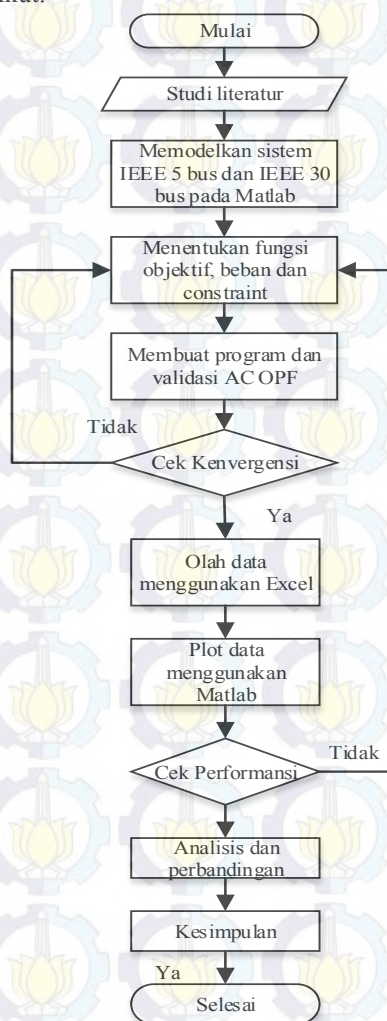 Mulai
Studi literatur
Memodelkan sistem
IEEE 5 bus dan IEEE 30
bus pada Matlab
Menentukan fungsi
objektif, beban dan
constraint
Membuat program dan
validasi AC OPF
Tidak
Cek Kenvergensi
Ya
Olah data
menggunakan Excel
Plot data
menggunakan
Matlab
Tidak
Cek Performansi
Analisis dan
perbandingan
Kesimpulan
Ya
Selesai